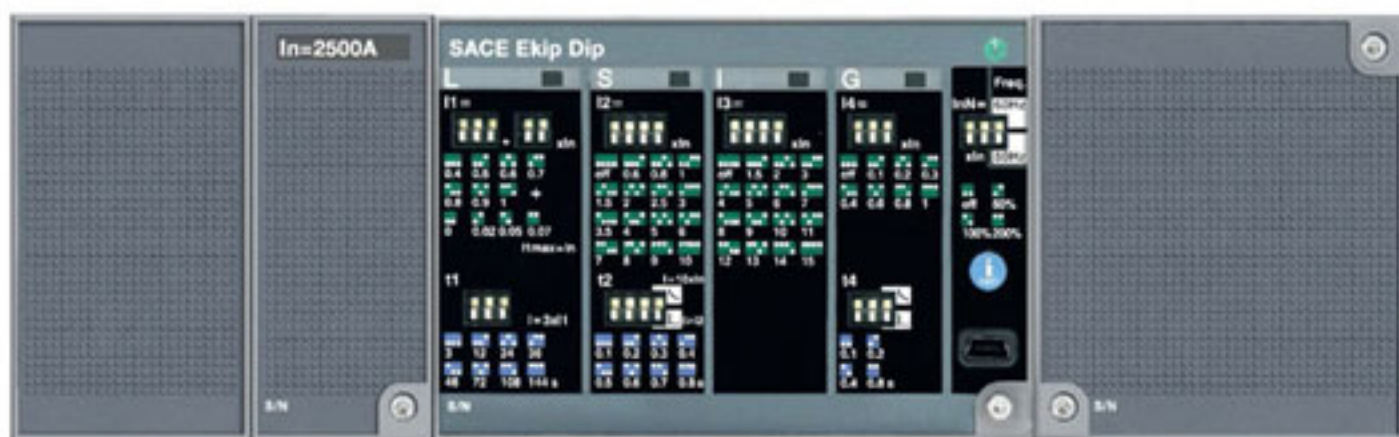 In=2500A
SACE Ekip Dip
L
S
I
G
Freq.
I1=
I2=
I3=
I4=
InN=
60Hz
50Hz
+
xIn
xIn
xIn
xIn
xIn
0.4 0.5 0.6 0.7
0.8 0.9 1 +
0 0.02 0.05 0.07
I1max=In
off 0.6 0.8 1
1.5 2 2.5 3
3.5 4 5 6
7 8 9 10
off 1.5 2 3
4 5 6 7
8 9 10 11
12 13 14 15
off 0.1 0.2 0.3
0.4 0.6 0.8 1
off 50%
100% 200%
t1
I=3xI1
3 12 24 36
48 72 108 144 s
t2
I=10xIn
0.1 0.2 0.3 0.4
0.5 0.6 0.7 0.8 s
t4
0.1 0.2
0.4 0.8 s
i
S/N
S/N
S/N